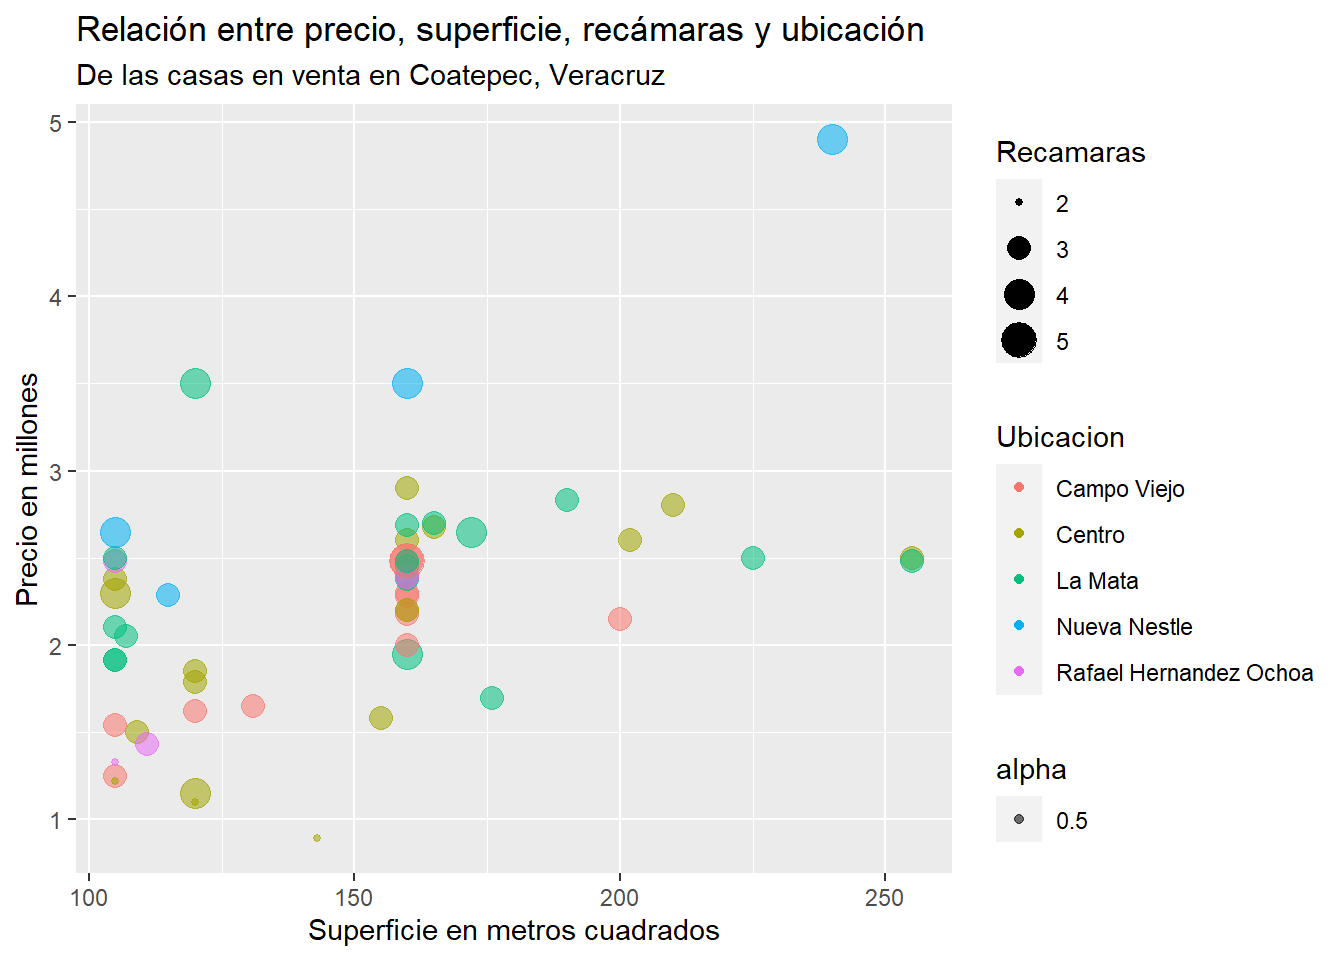 Relación entre precio, superficie, recámaras y ubicación
De las casas en venta en Coatepec, Veracruz
Precio en millones
5
4
3
2
1
100
150
200
250
Superficie en metros cuadrados
Recamaras
2
3
4
5
Ubicacion
Campo Viejo
Centro
La Mata
Nueva Nestle
Rafael Hernandez Ochoa
alpha
0.5